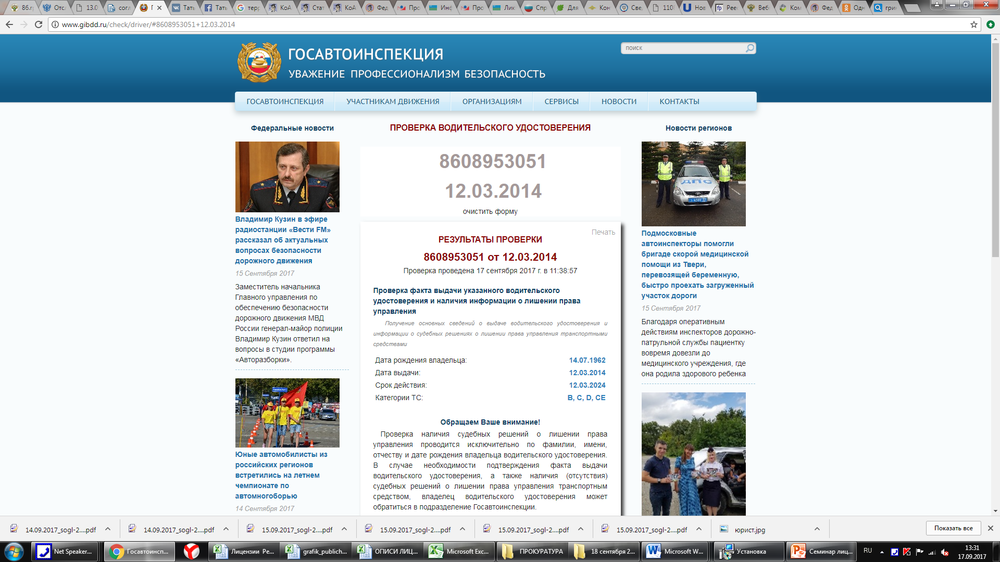 86.г
Отс
13.0
согл
Тать
Тать
терр
КоА
Стат
КоА
Фед
Про
Инф
Про
Лик
Спр
Для
Кон
Све
110
Нов
Реес
Веб
Ком
Фед
Одн
грин
www.gibdd.ru/check/driver/#8608953051+12.03.2014
ГОСАВТОИНСПЕКЦИЯ
УВАЖЕНИЕ ПРОФЕССИОНАЛИЗМ БЕЗОПАСНОСТЬ
поиск
ГОСАВТОИНСПЕКЦИЯ
УЧАСТНИКАМ ДВИЖЕНИЯ
ОРГАНИЗАЦИЯМ
СЕРВИСЫ
НОВОСТИ
КОНТАКТЫ
Федеральные новости
Владимир Кузин в эфире
радиостанции «Вести FM»
рассказал об актуальных
вопросах безопасности
дорожного движения
15 Сентября 2017
Заместитель начальника
Главного управления по
обеспечению безопасности
дорожного движения МВД
России генерал-майор полиции
Владимир Кузин ответил на
вопросы в студии программы
«Авторазборки».
Юные автомобилисты из
российских регионов
встретились на летнем
чемпионате по
автомногоборью
14 Сентября 2017
ПРОВЕРКА ВОДИТЕЛЬСКОГО УДОСТОВЕРЕНИЯ
8608953051
12.03.2014
очистить форму
Печать
РЕЗУЛЬТАТЫ ПРОВЕРКИ
8608953051 от 12.03.2014
Проверка проведена 17 сентября 2017 г. в 11:38:57
Проверка факта выдачи указанного водительского
удостоверения и наличия информации о лишении права
управления
Получение основных сведений о выдаче водительского удостоверения и
информации о судебных решениях о лишении права управления транспортными
средствами
Дата рождения владельца: 14.07.1962
Дата выдачи: 12.03.2014
Срок действия: 12.03.2024
Категории ТС: B, C, D, CE
Обращаем Ваше внимание!
Проверка наличия судебных решений о лишении права
управления проводится исключительно по фамилии, имени,
отчеству и дате рождения владельца водительского удостоверения.
В случае необходимости подтверждения факта выдачи
водительского удостоверения, а также наличия (отсутствия)
судебных решений о лишении права управления транспортным
средством, владелец водительского удостоверения может
обратиться в подразделение Госавтоинспекции.
Новости регионов
ДПС
Подмосковные
автоинспекторы помогли
бригаде скорой медицинской
помощи из Твери,
перевозящей беременную,
быстро проехать загруженный
участок дороги
15 Сентября 2017
Благодаря оперативным
действиям инспекторов дорожно-
патрульной службы пациентку
вовремя довезли до
медицинского учреждения, где
она родила здорового ребенка
14.09.2017_sogl-2....pdf
14.09.2017_sogl-2....pdf
15.09.2017_sogl-2....pdf
15.09.2017_sogl-2....pdf
15.09.2017_sogl-2....pdf
15.09.2017_sogl-2....pdf
юрист.jpg
Показать все
Net Speaker...
Госавтоинсп...
Лицензии Ре...
grafik_publich...
ОПИСИ ЛИЦ...
Microsoft Exc...
ПРОКУРАТУРА
18 сентября 2...
Microsoft W...
Установка
Семинар лиц...
RU
13:31
17.09.2017